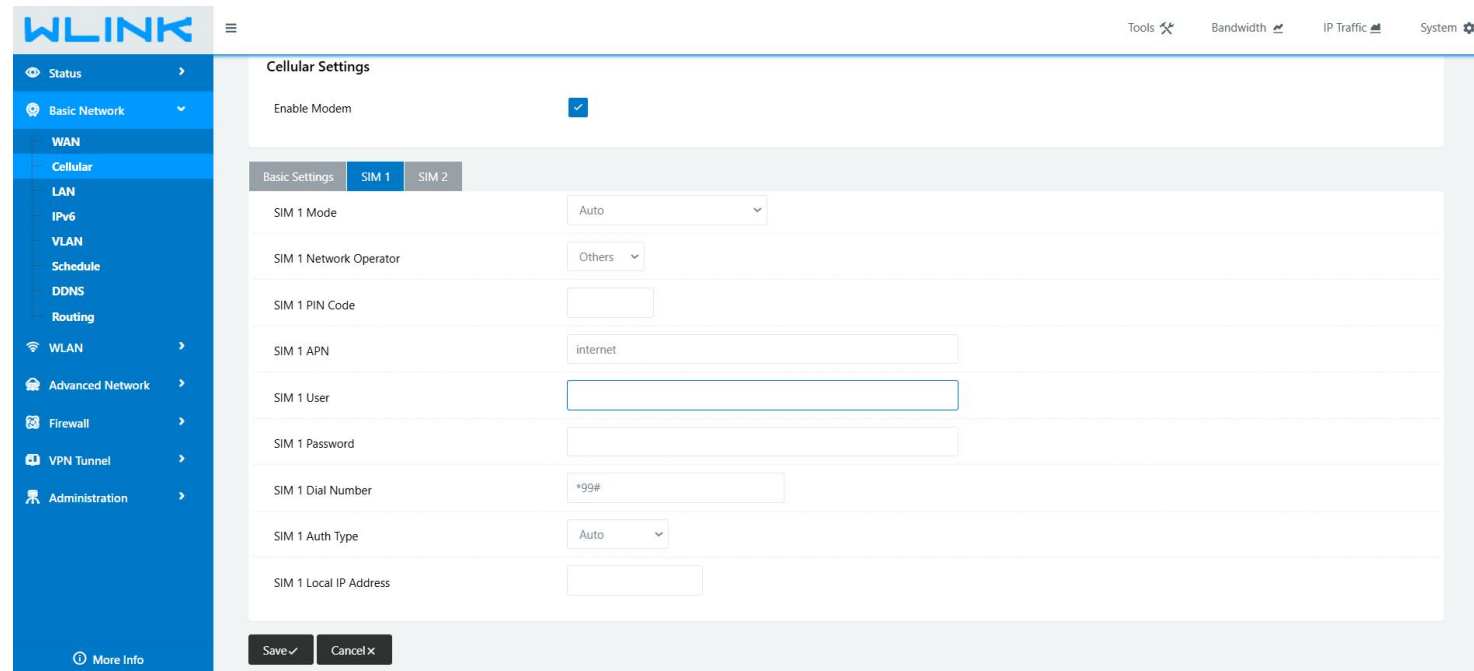 WLINK
Tools Bandwidth IP Traffic System
Status
Basic Network
WAN
Cellular
LAN
IPv6
VLAN
Schedule
DDNS
Routing
WLAN
Advanced Network
Firewall
VPN Tunnel
Administration
More Info
Cellular Settings
Enable Modem
Basic Settings SIM 1 SIM 2
SIM 1 Mode Auto
SIM 1 Network Operator Others
SIM 1 PIN Code
SIM 1 APN internet
SIM 1 User
SIM 1 Password
SIM 1 Dial Number *99#
SIM 1 Auth Type Auto
SIM 1 Local IP Address
Save Cancel